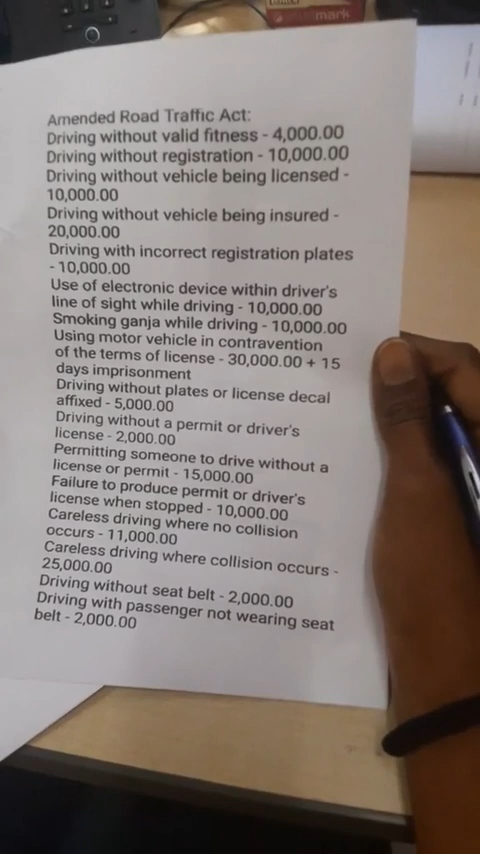 mark
Amended Road Traffic Act:
Driving without valid fitness - 4,000.00
Driving without registration - 10,000.00
Driving without vehicle being licensed -
10,000.00
Driving without vehicle being insured -
20,000.00
Driving with incorrect registration plates
- 10,000.00
Use of electronic device within driver's
line of sight while driving - 10,000.00
Smoking ganja while driving - 10,000.00
Using motor vehicle in contravention
of the terms of license - 30,000.00 + 15
days imprisonment
Driving without plates or license decal
affixed - 5,000.00
Driving without a permit or driver's
license - 2,000.00
Permitting someone to drive without a
license or permit - 15,000.00
Failure to produce permit or driver's
license when stopped - 10,000.00
Careless driving where no collision
occurs - 11,000.00
Careless driving where collision occurs -
25,000.00
Driving without seat belt - 2,000.00
Driving with passenger not wearing seat
belt - 2,000.00